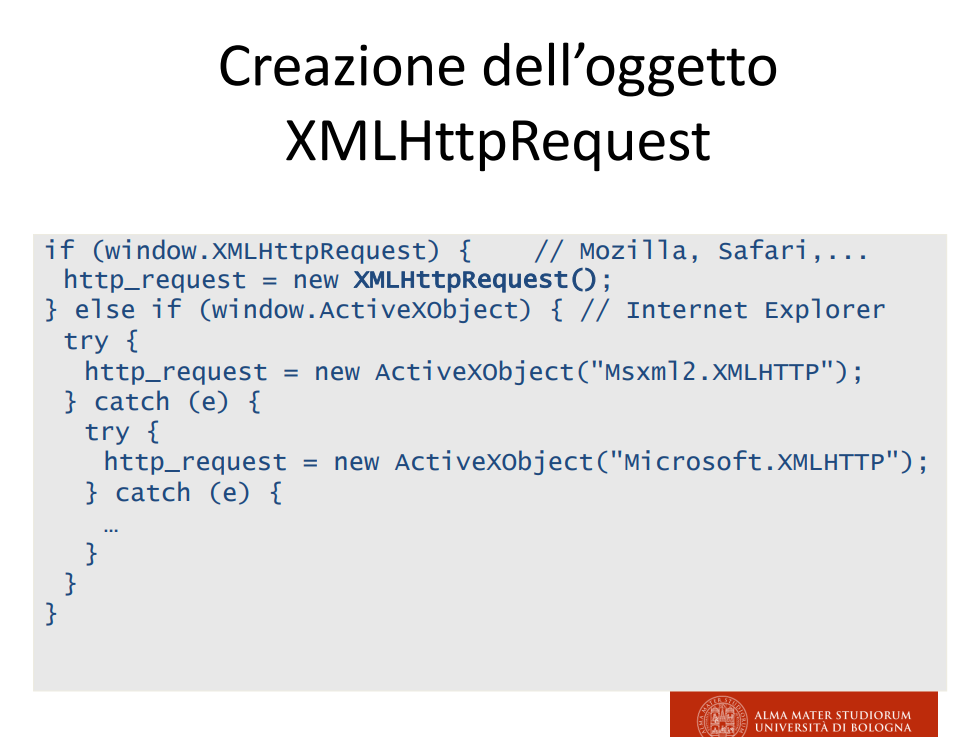 Creazione dell’oggetto
XMLHttpRequest
if (window.XMLHttpRequest) { // Mozilla, Safari,...
http_request = new XMLHttpRequest();
} else if (window.ActiveXObject) { // Internet Explorer
try {
http_request = new ActiveXObject("Msxml2.XMLHTTP");
} catch (e) {
try {
http_request = new ActiveXObject("Microsoft.XMLHTTP");
} catch (e) {
…
}
}
}
ALMA MATER STUDIORUM
UNIVERSITÀ DI BOLOGNA